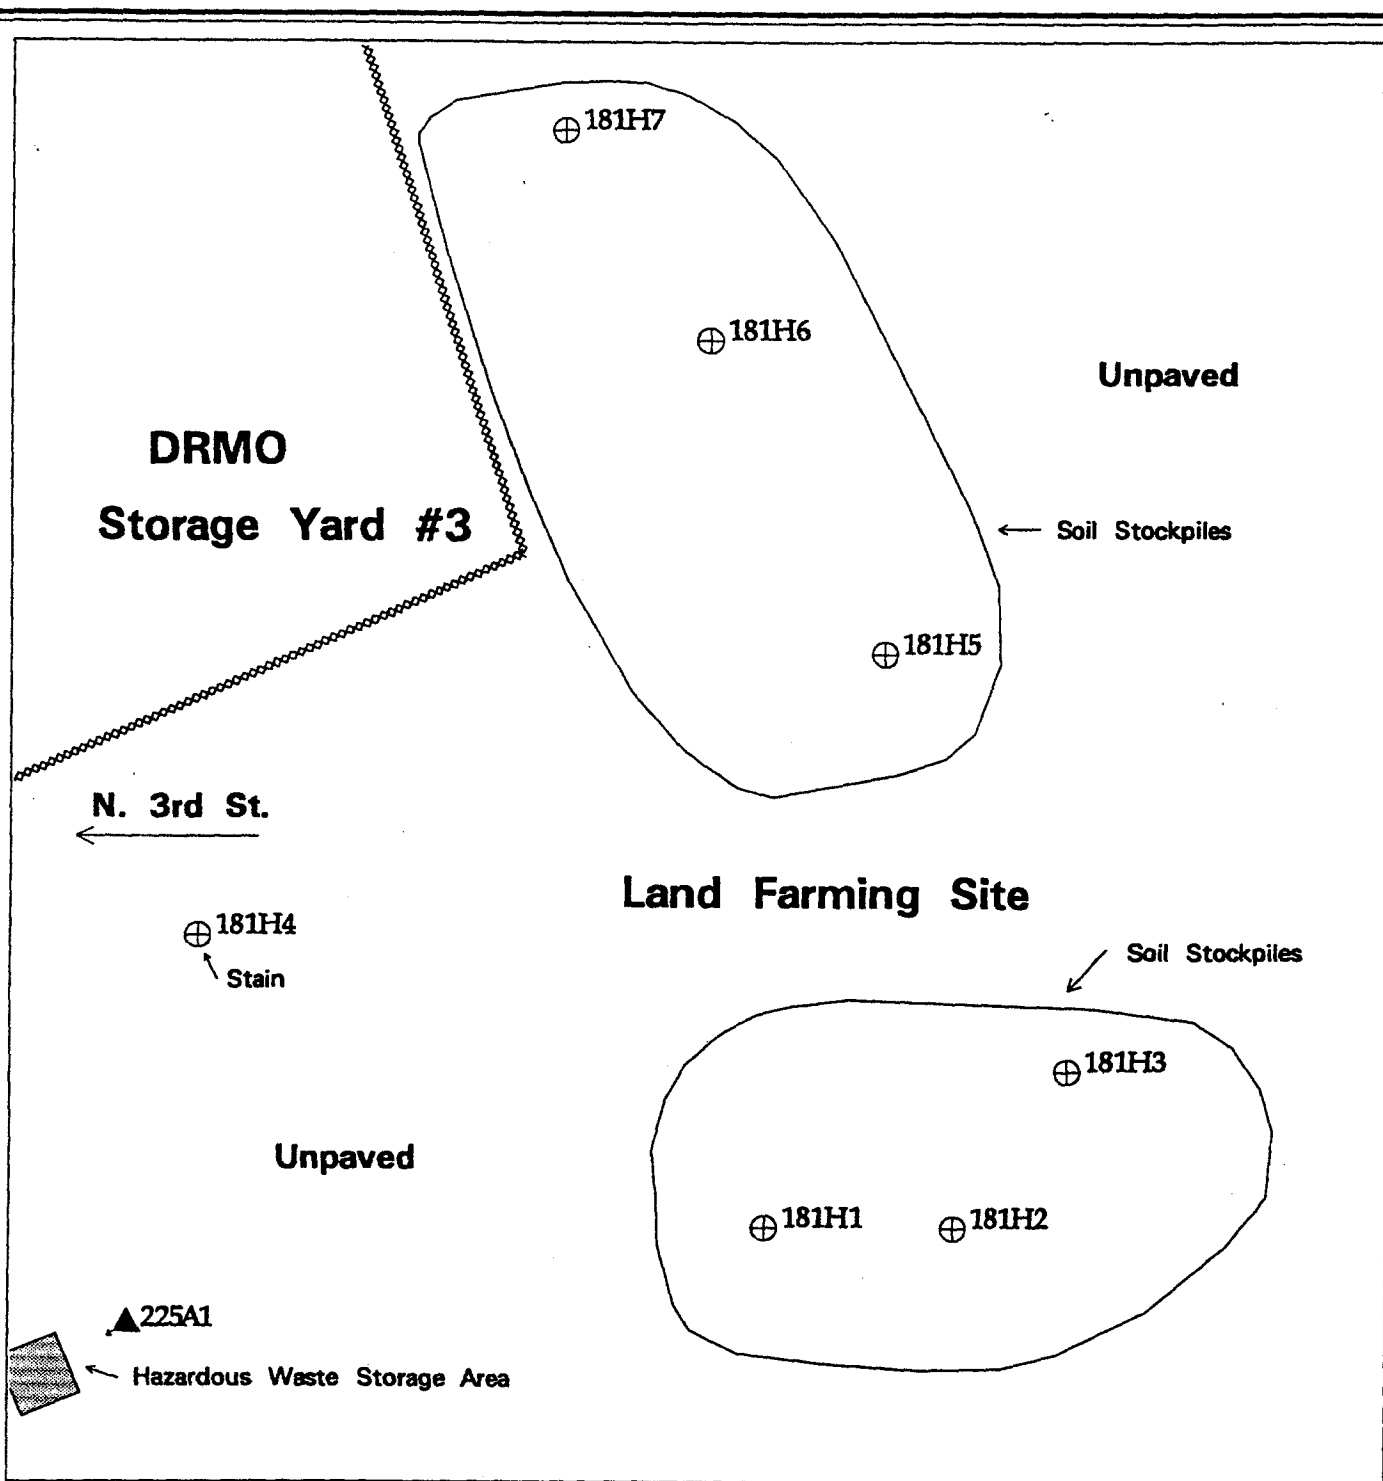 181H7
181H6
Unpaved
DRMO
Storage Yard #3
Soil Stockpiles
181H5
N. 3rd St.
Land Farming Site
181H4
Stain
Soil Stockpiles
181H3
Unpaved
181H1
181H2
225A1
Hazardous Waste Storage Area